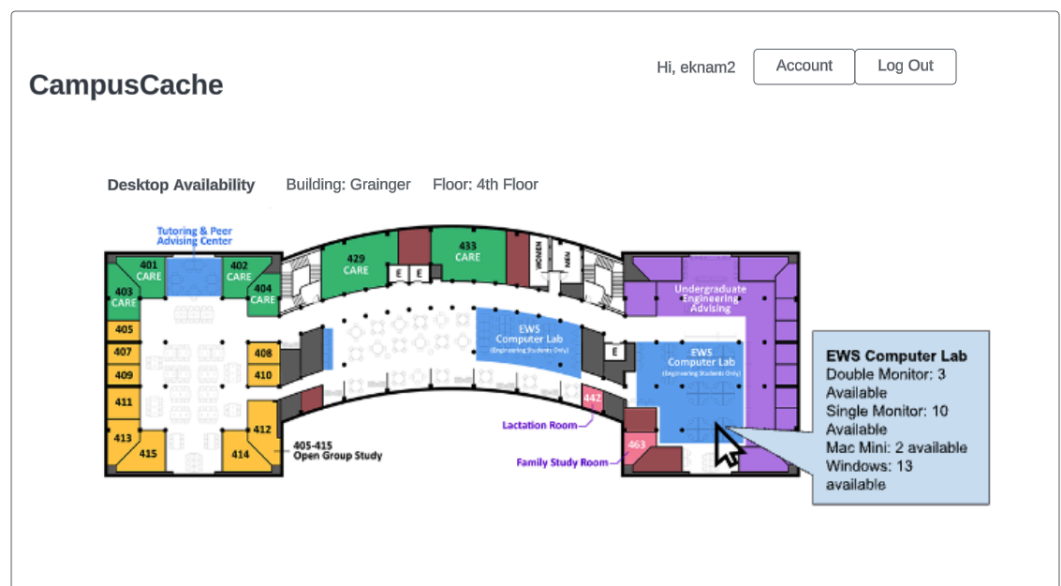 Hi, eknam2
Account
Log Out
CampusCache
Desktop Availability
Building: Grainger
Floor: 4th Floor
Tutoring & Peer
Advising Center
401
CARE
402
CARE
403
CARE
404
CARE
429
CARE
433
CARE
E
E
WOMEN
MEN
Undergraduate
Engineering
Advising
405
407
409
411
413
415
408
410
412
414
EWS
Computer Lab
(Engineering Students Only)
E
EWS
Computer Lab
(Engineering Students Only)
442
Lactation Room
463
Family Study Room
405-415
Open Group Study
EWS Computer Lab
Double Monitor: 3
Available
Single Monitor: 10
Available
Mac Mini: 2 available
Windows: 13
available